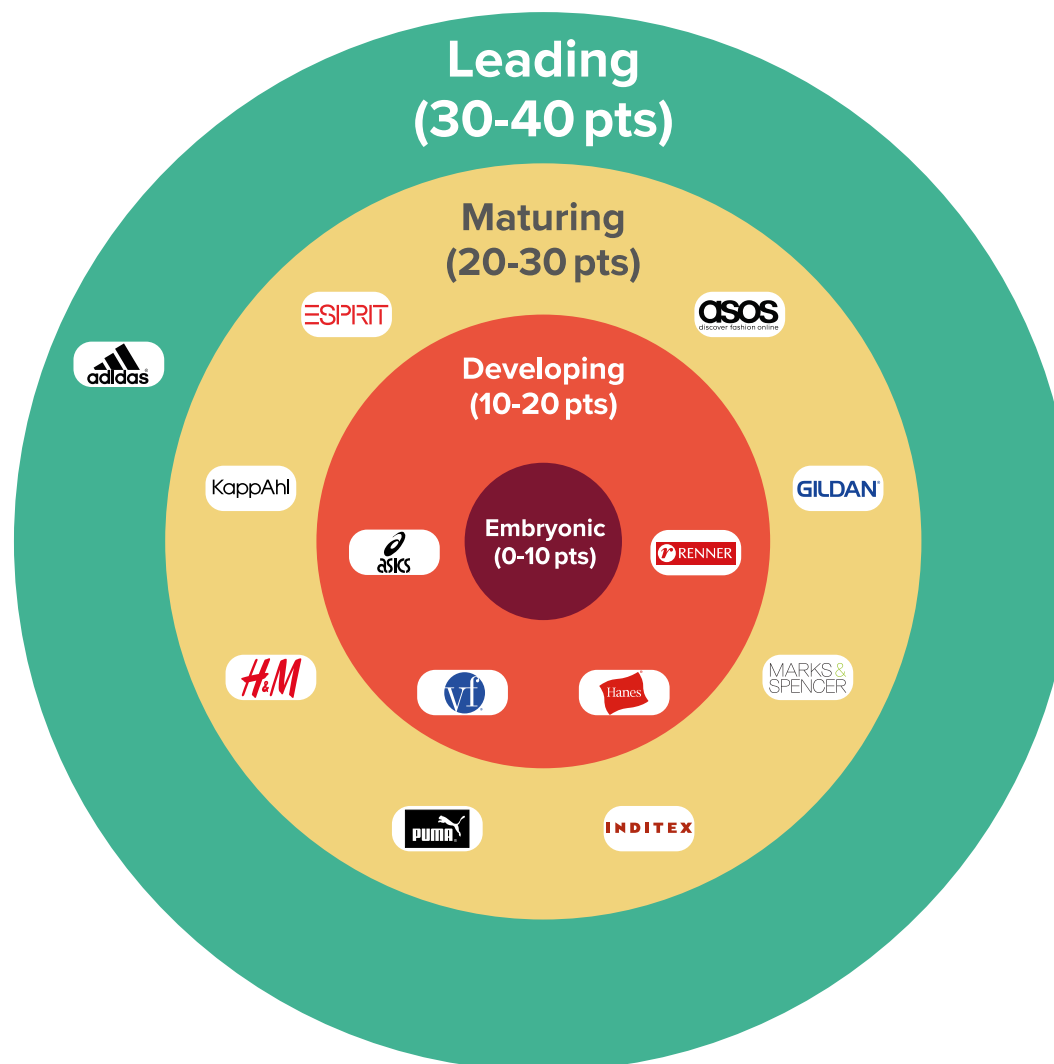 Leading
(30-40 pts)
Maturing
(20-30 pts)
ESPRIT
asos
discover fashion online
adidas®
Developing
(10-20 pts)
KappAhl
GILDAN®
Embryonic
(0-10 pts)
asics
r RENNER
H&M
MARKS&
SPENCER
vf
Hanes
PUMA®
INDITEX